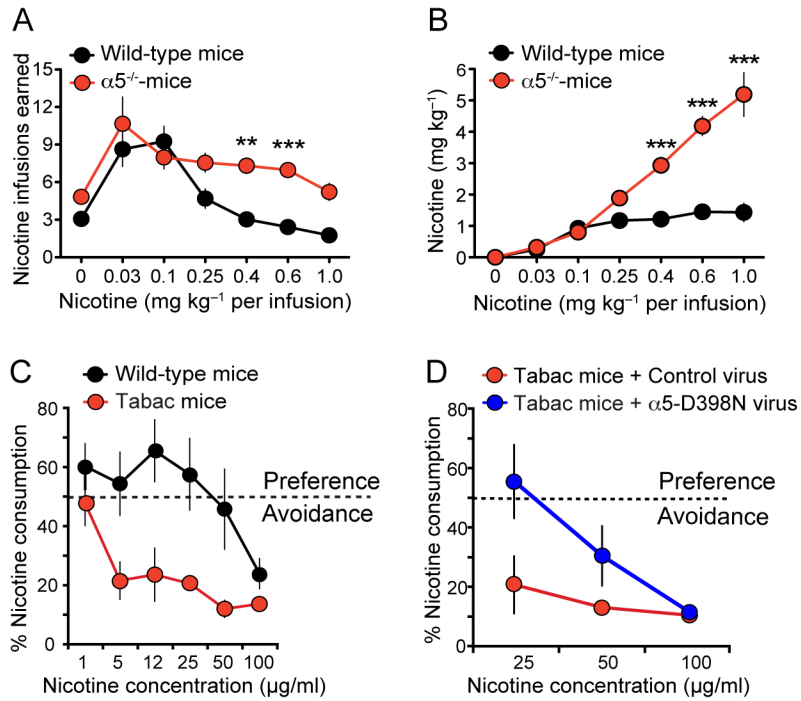 A
Wild-type mice
α5-/--mice
Nicotine infusions earned
15
12
9
6
3
0
** ***
0 0.03 0.1 0.25 0.4 0.6 1.0
Nicotine (mg kg–1 per infusion)
B
Wild-type mice
α5-/--mice
Nicotine (mg kg–1)
6
5
4
3
2
1
0
***
***
***
0 0.03 0.1 0.25 0.4 0.6 1.0
Nicotine (mg kg–1 per infusion)
C
Wild-type mice
Tabac mice
% Nicotine consumption
80
60
40
20
0
Preference
Avoidance
1 5 12 25 50 100
Nicotine concentration (µg/ml)
D
Tabac mice + Control virus
Tabac mice + α5-D398N virus
% Nicotine consumption
80
60
40
20
0
Preference
Avoidance
25 50 100
Nicotine concentration (µg/ml)